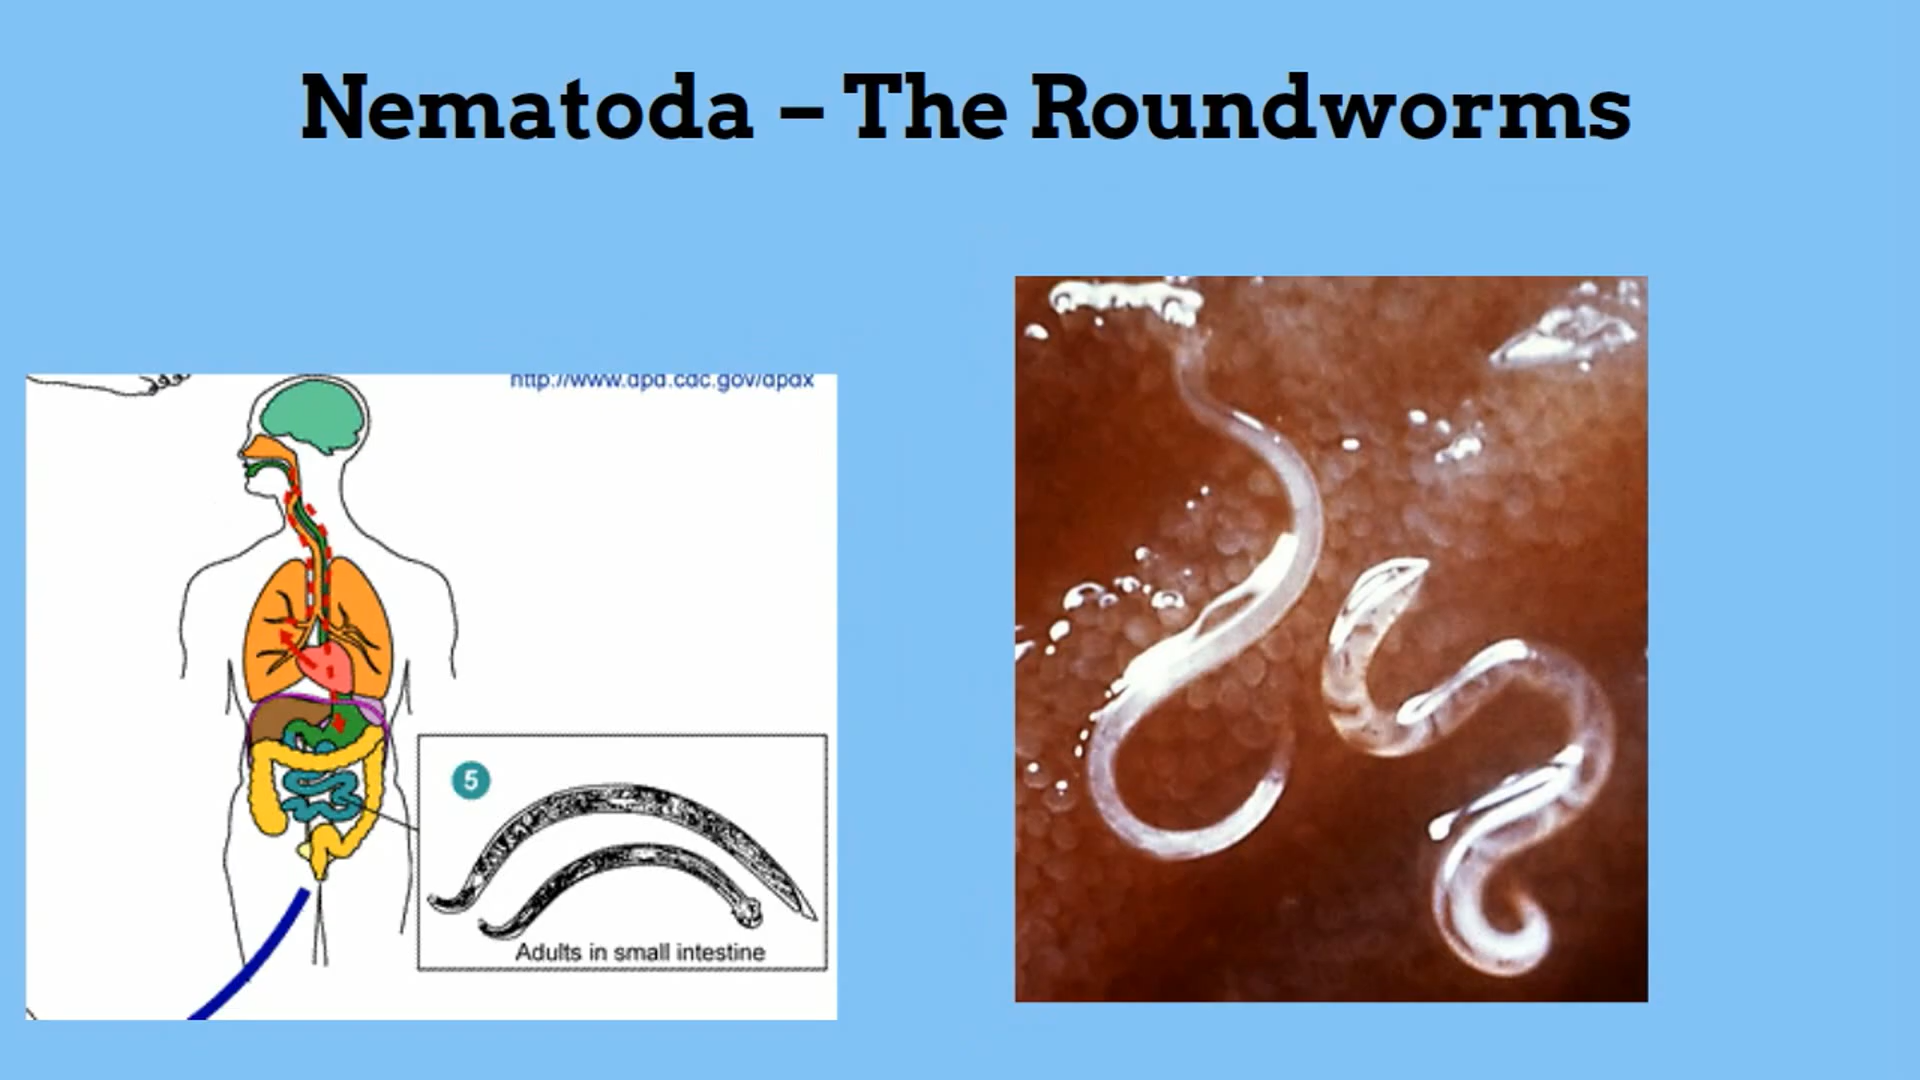 Nematoda – The Roundworms
http://www.dpd.cdc.gov/dpdx
5
Adults in small intestine